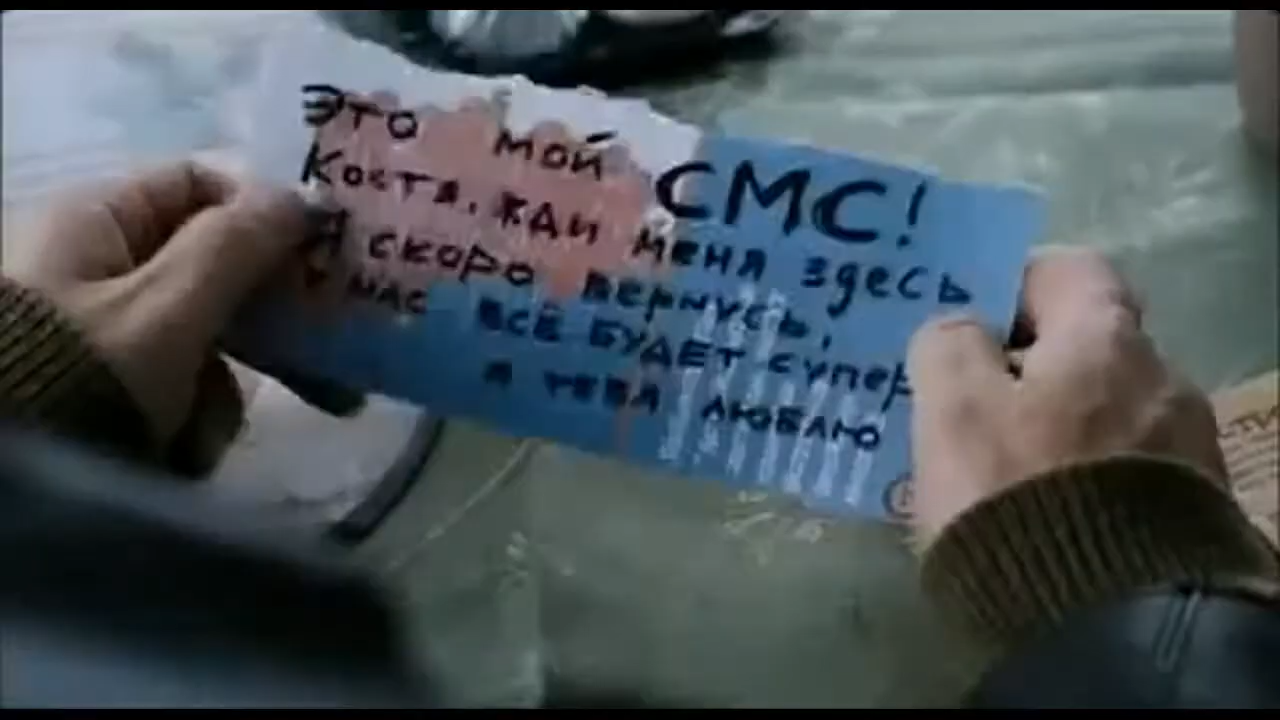 Это мой СМС!
Костя, жди меня здесь
Я скоро вернусь,
У нас всё будет супер
я тебя люблю